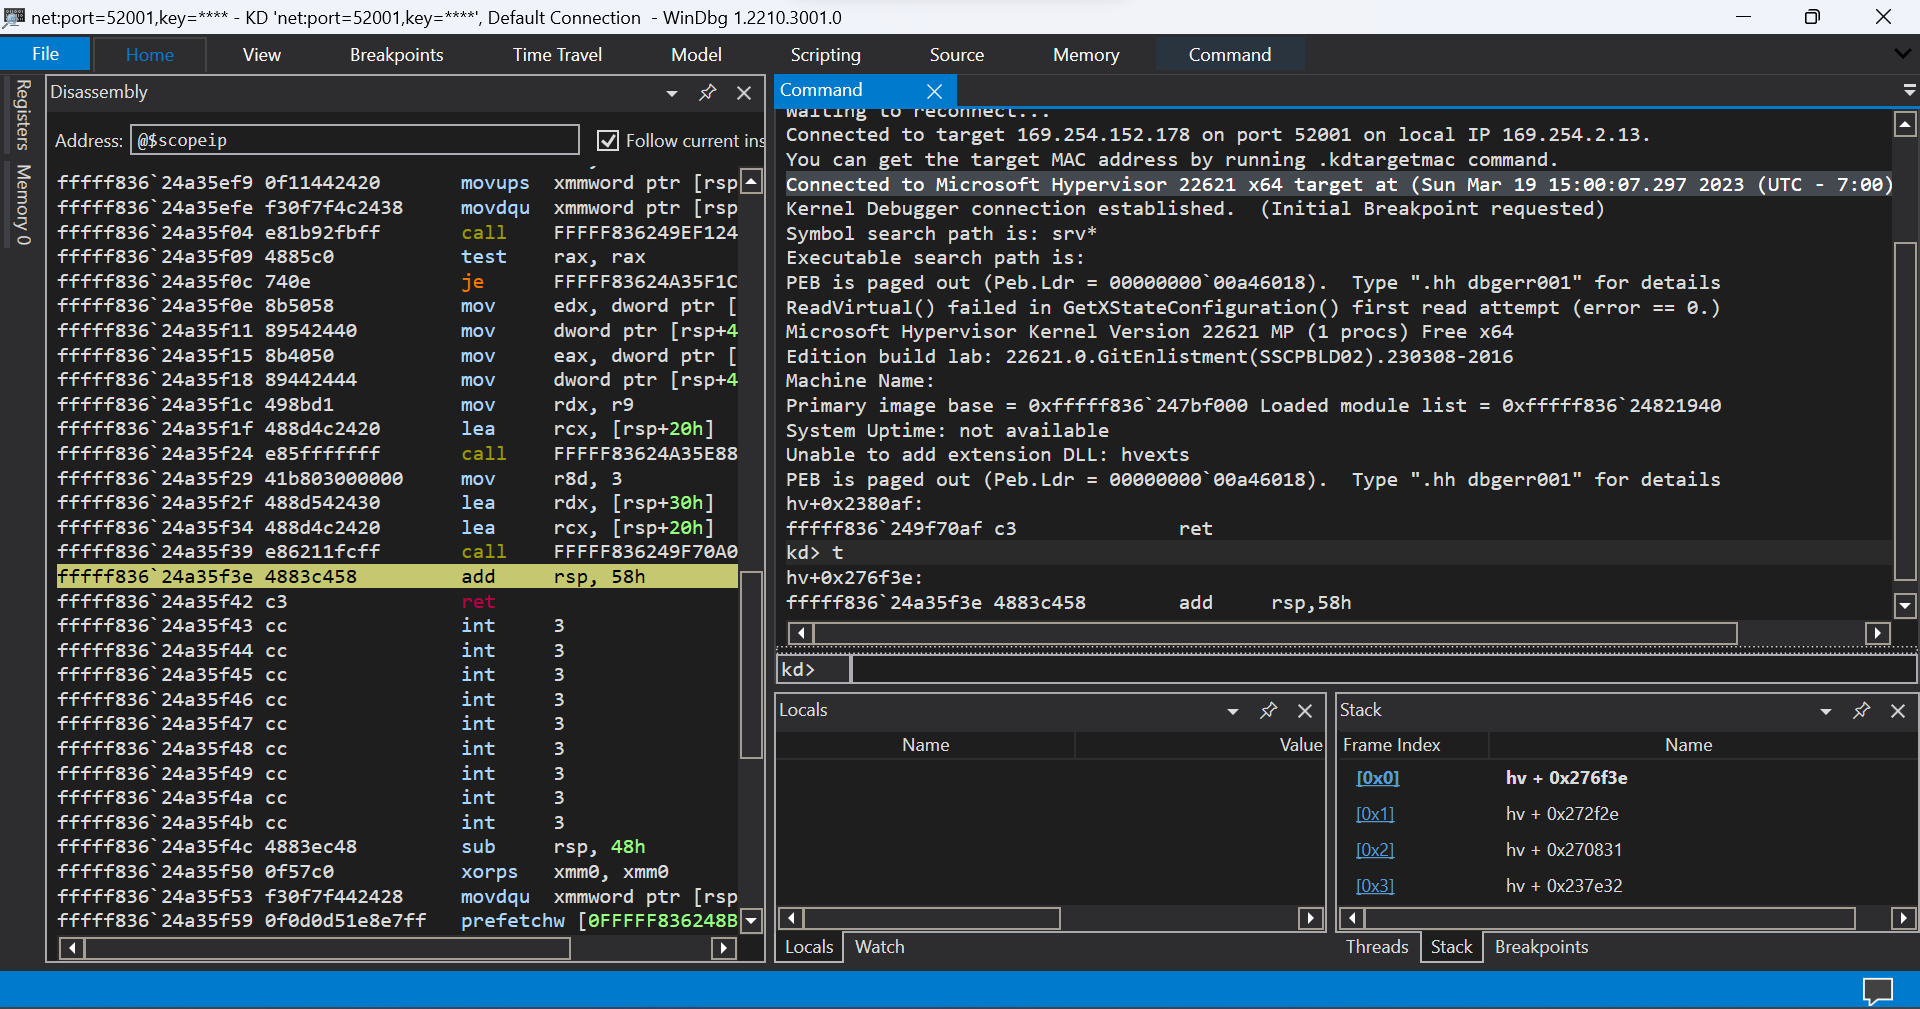 net:port=52001,key=**** - KD 'net:port=52001,key=****', Default Connection - WinDbg 1.2210.3001.0
File Home View Breakpoints Time Travel Model Scripting Source Memory Command
Registers
Memory 0
Disassembly
Address: @$scopeip Follow current ins
fffff836`24a35ef9 0f11442420 movups xmmword ptr [rsp
fffff836`24a35efe f30f7f4c2438 movdqu xmmword ptr [rsp
fffff836`24a35f04 e81b92fbff call FFFFF836249EF124
fffff836`24a35f09 4885c0 test rax, rax
fffff836`24a35f0c 740e je FFFFF83624A35F1C
fffff836`24a35f0e 8b5058 mov edx, dword ptr [
fffff836`24a35f11 89542440 mov dword ptr [rsp+4
fffff836`24a35f15 8b4050 mov eax, dword ptr [
fffff836`24a35f18 89442444 mov dword ptr [rsp+4
fffff836`24a35f1c 498bd1 mov rdx, r9
fffff836`24a35f1f 488d4c2420 lea rcx, [rsp+20h]
fffff836`24a35f24 e85fffffff call FFFFF83624A35E88
fffff836`24a35f29 41b803000000 mov r8d, 3
fffff836`24a35f2f 488d542430 lea rdx, [rsp+30h]
fffff836`24a35f34 488d4c2420 lea rcx, [rsp+20h]
fffff836`24a35f39 e86211fcff call FFFFF836249F70A0
fffff836`24a35f3e 4883c458 add rsp, 58h
fffff836`24a35f42 c3 ret
fffff836`24a35f43 cc int 3
fffff836`24a35f44 cc int 3
fffff836`24a35f45 cc int 3
fffff836`24a35f46 cc int 3
fffff836`24a35f47 cc int 3
fffff836`24a35f48 cc int 3
fffff836`24a35f49 cc int 3
fffff836`24a35f4a cc int 3
fffff836`24a35f4b cc int 3
fffff836`24a35f4c 4883ec48 sub rsp, 48h
fffff836`24a35f50 0f57c0 xorps xmm0, xmm0
fffff836`24a35f53 f30f7f442428 movdqu xmmword ptr [rsp
fffff836`24a35f59 0f0d0d51e8e7ff prefetchw [0FFFFF836248B
Command
Waiting to reconnect...
Connected to target 169.254.152.178 on port 52001 on local IP 169.254.2.13.
You can get the target MAC address by running .kdtargetmac command.
Connected to Microsoft Hypervisor 22621 x64 target at (Sun Mar 19 15:00:07.297 2023 (UTC - 7:00)
Kernel Debugger connection established.  (Initial Breakpoint requested)
Symbol search path is: srv*
Executable search path is:
PEB is paged out (Peb.Ldr = 00000000`00a46018).  Type ".hh dbgerr001" for details
ReadVirtual() failed in GetXStateConfiguration() first read attempt (error == 0.)
Microsoft Hypervisor Kernel Version 22621 MP (1 procs) Free x64
Edition build lab: 22621.0.GitEnlistment(SSCPBLD02).230308-2016
Machine Name:
Primary image base = 0xfffff836`247bf000 Loaded module list = 0xfffff836`24821940
System Uptime: not available
Unable to add extension DLL: hvexts
PEB is paged out (Peb.Ldr = 00000000`00a46018).  Type ".hh dbgerr001" for details
hv+0x2380af:
fffff836`249f70af c3 ret
kd> t
hv+0x276f3e:
fffff836`24a35f3e 4883c458 add rsp,58h
kd>
Locals
Name Value
Locals Watch
Stack
Frame Index Name
[0x0] hv + 0x276f3e
[0x1] hv + 0x272f2e
[0x2] hv + 0x270831
[0x3] hv + 0x237e32
Threads Stack Breakpoints